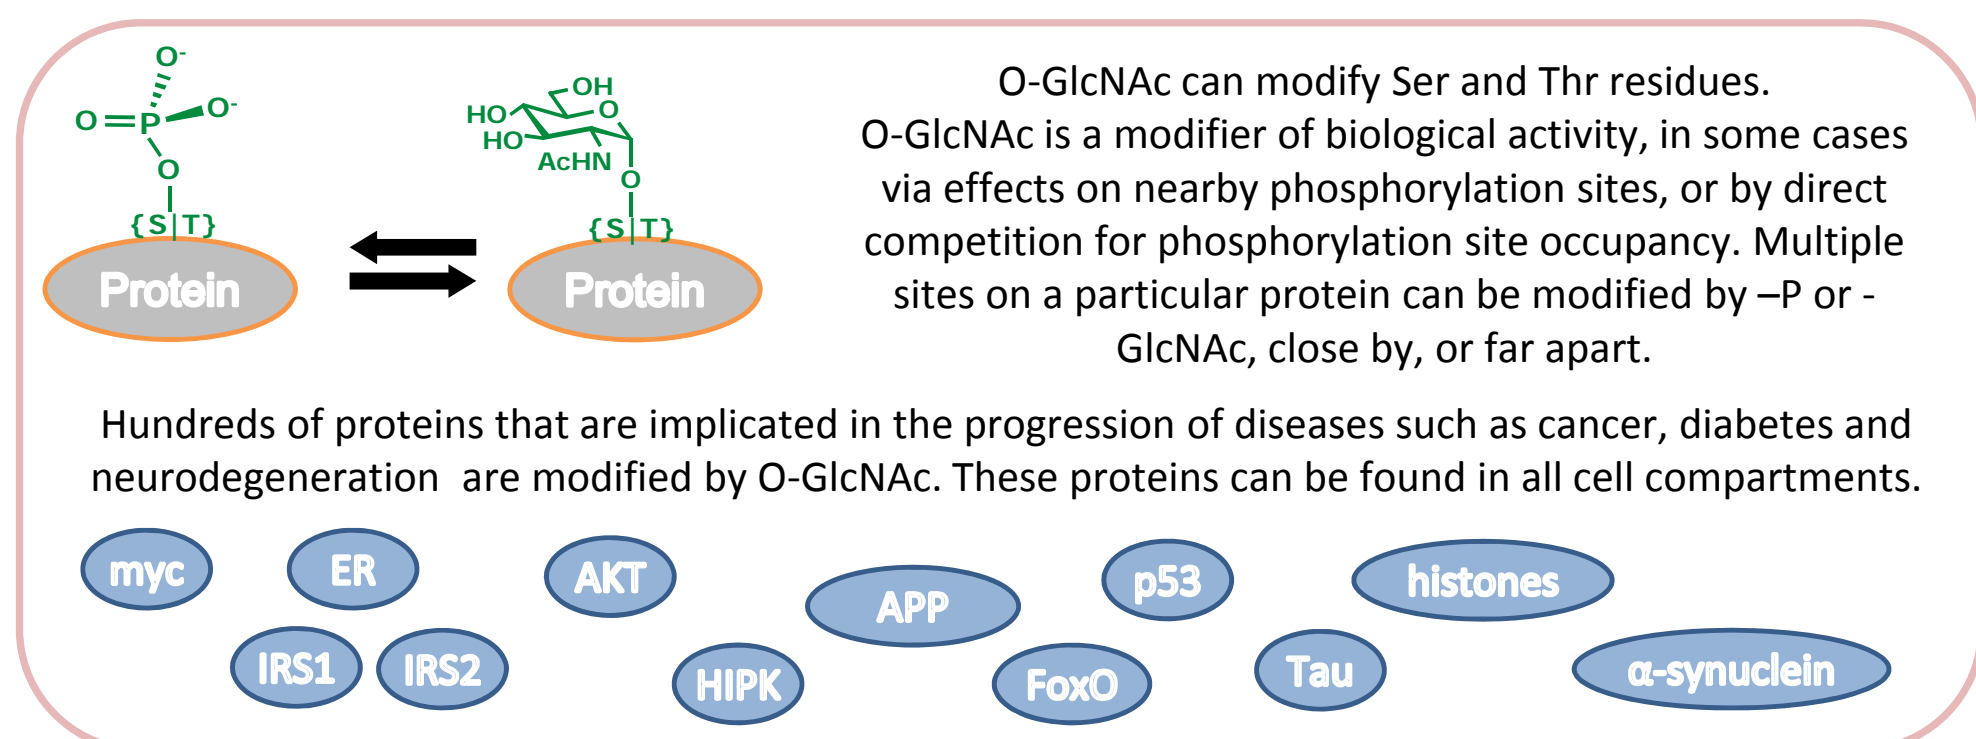 O-
O=P O-
O
{S|T}
Protein
OH
HO O
HO
AcHN
O
{S|T}
Protein
O-GlcNAc can modify Ser and Thr residues.
O-GlcNAc is a modifier of biological activity, in some cases
via effects on nearby phosphorylation sites, or by direct
competition for phosphorylation site occupancy. Multiple
sites on a particular protein can be modified by –P or -
GlcNAc, close by, or far apart.
Hundreds of proteins that are implicated in the progression of diseases such as cancer, diabetes and
neurodegeneration are modified by O-GlcNAc. These proteins can be found in all cell compartments.
myc ER AKT APP p53 histones
IRS1 IRS2 HIPK FoxO Tau α-synuclein